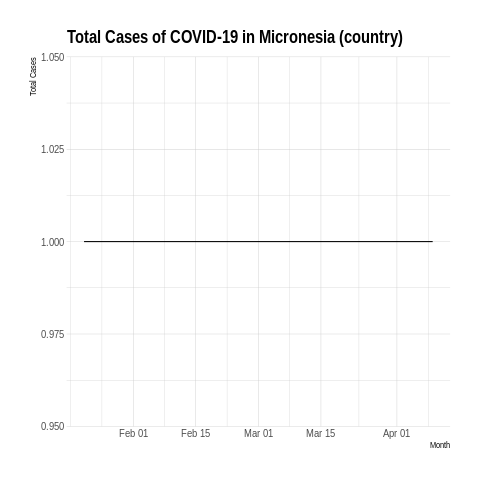 Total Cases of COVID-19 in Micronesia (country)
Total Cases
1.050
1.025
1.000
0.975
0.950
Feb 01 Feb 15 Mar 01 Mar 15 Apr 01
Month